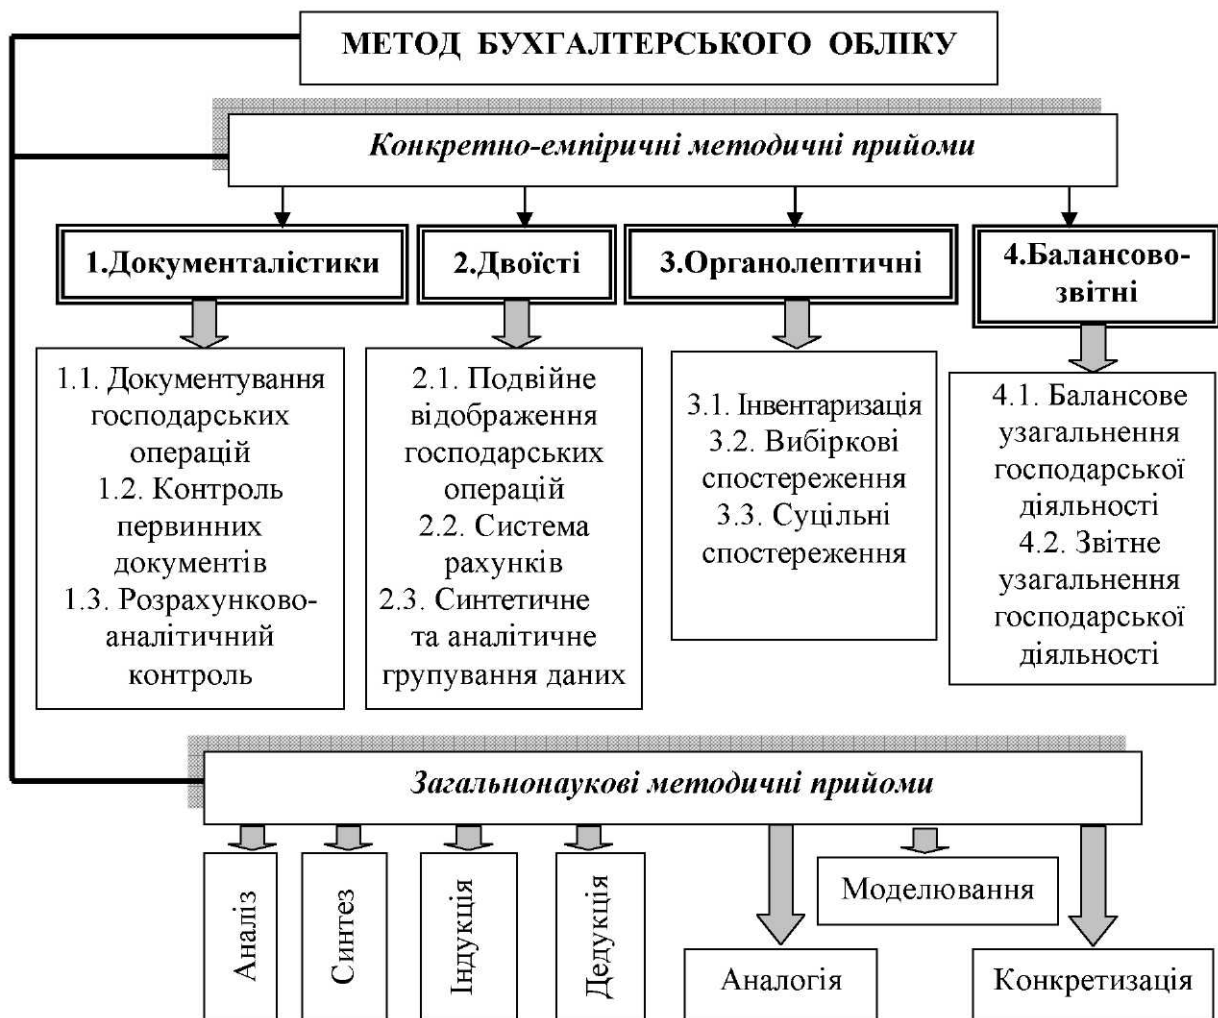 МЕТОД БУХГАЛТЕРСЬКОГО ОБЛІКУ
Конкретно-емпіричні методичні прийоми
1.Документалістики
2.Двоїсті
3.Органолептичні
4.Балансово-
звітні
1.1. Документування
господарських
операцій
1.2. Контроль
первинних
документів
1.3. Розрахунково-
аналітичний
контроль
2.1. Подвійне
відображення
господарських
операцій
2.2. Система
рахунків
2.3. Синтетичне
та аналітичне
групування даних
3.1. Інвентаризація
3.2. Вибіркові
спостереження
3.3. Суцільні
спостереження
4.1. Балансове
узагальнення
господарської
діяльності
4.2. Звітне
узагальнення
господарської
діяльності
Загальнонаукові методичні прийоми
Аналіз
Синтез
Індукція
Дедукція
Аналогія
Моделювання
Конкретизація